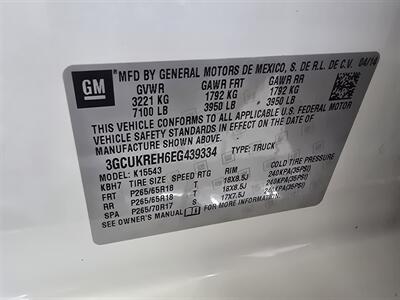 GM MFD BY GENERAL MOTORS DE MEXICO, S. DE R.L. DE C.V. 04/14
GVWR GAWR FRT GAWR RR
3221 KG 1792 KG 1792 KG
7100 LB 3950 LB 3950 LB
THIS VEHICLE CONFORMS TO ALL APPLICABLE U.S. FEDERAL MOTOR
VEHICLE SAFETY STANDARDS IN EFFECT ON THE DATE OF
MANUFACTURE SHOWN ABOVE.
3GCUKREH6EG439334 TYPE: TRUCK
MODEL: K15543
KBH7 TIRE SIZE SPEED RTG RIM COLD TIRE PRESSURE
FRT P265/65R18 T 18X8.5J 240KPA(35PSI)
RR P265/65R18 T 18X8.5J 240KPA(35PSI)
SPA P265/70R17 T 17X7.5J 240KPA(35PSI)
SEE OWNER'S MANUAL FOR MORE INFORMATION.